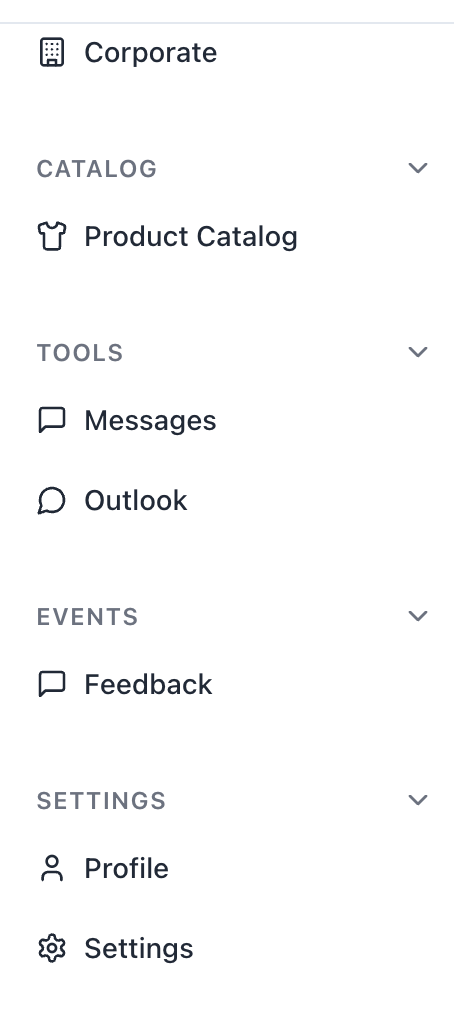 Corporate
CATALOG
Product Catalog
TOOLS
Messages
Outlook
EVENTS
Feedback
SETTINGS
Profile
Settings